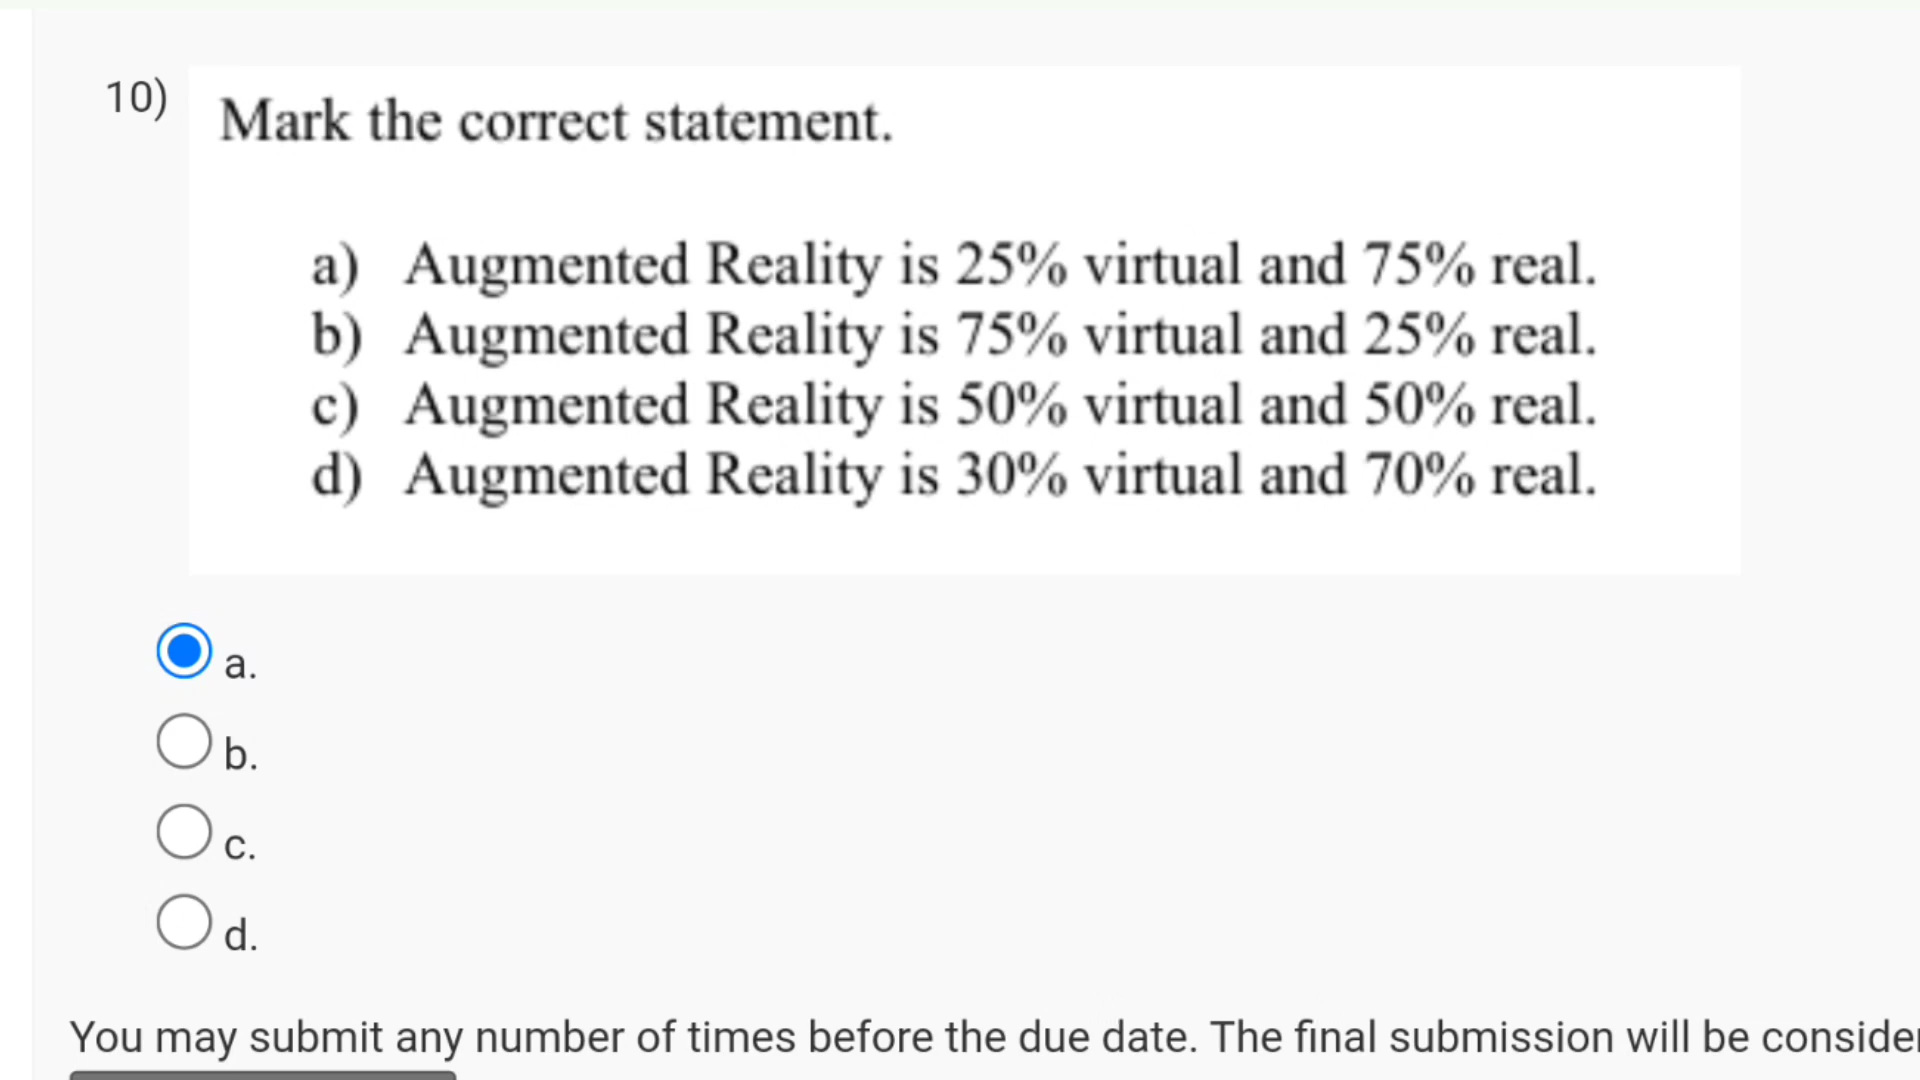 10)
Mark the correct statement.
a) Augmented Reality is 25% virtual and 75% real.
b) Augmented Reality is 75% virtual and 25% real.
c) Augmented Reality is 50% virtual and 50% real.
d) Augmented Reality is 30% virtual and 70% real.
a.
b.
c.
d.
You may submit any number of times before the due date. The final submission will be